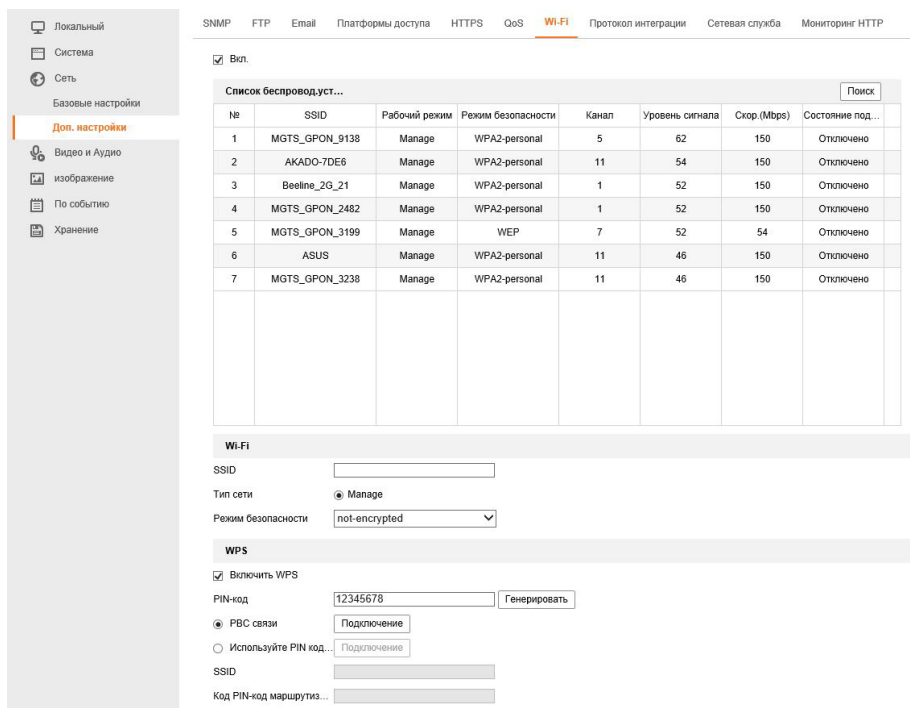 Локальный
Система
Сеть
Базовые настройки
Доп. настройки
Видео и Аудио
изображение
По событию
Хранение
SNMP FTP Email Платформы доступа HTTPS QoS Wi-Fi Протокол интеграции Сетевая служба Мониторинг HTTP
Вкл.
Список беспровод.уст... Поиск
№ SSID Рабочий режим Режим безопасности Канал Уровень сигнала Скор.(Mbps) Состояние под...
1 MGTS_GPON_9138 Manage WPA2-personal 5 62 150 Отключено
2 AKADO-7DE6 Manage WPA2-personal 11 54 150 Отключено
3 Beeline_2G_21 Manage WPA2-personal 1 52 150 Отключено
4 MGTS_GPON_2482 Manage WPA2-personal 1 52 150 Отключено
5 MGTS_GPON_3199 Manage WEP 7 52 54 Отключено
6 ASUS Manage WPA2-personal 11 46 150 Отключено
7 MGTS_GPON_3238 Manage WPA2-personal 11 46 150 Отключено
Wi-Fi
SSID
Тип сети Manage
Режим безопасности not-encrypted
WPS
Включить WPS
PIN-код 12345678 Генерировать
PBC связи Подключение
Используйте PIN код... Подключение
SSID
Код PIN-код маршрутиз...